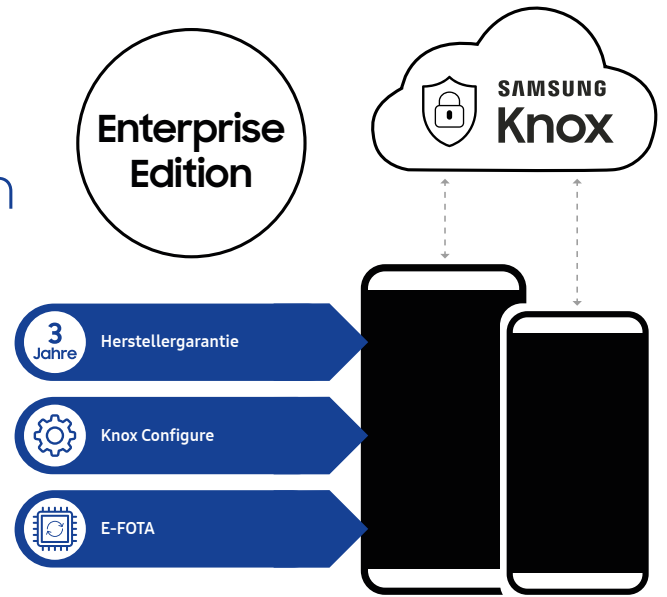 Enterprise
Edition
SAMSUNG
Knox
n
3
Jahre
Herstellergarantie
Knox Configure
E-FOTA